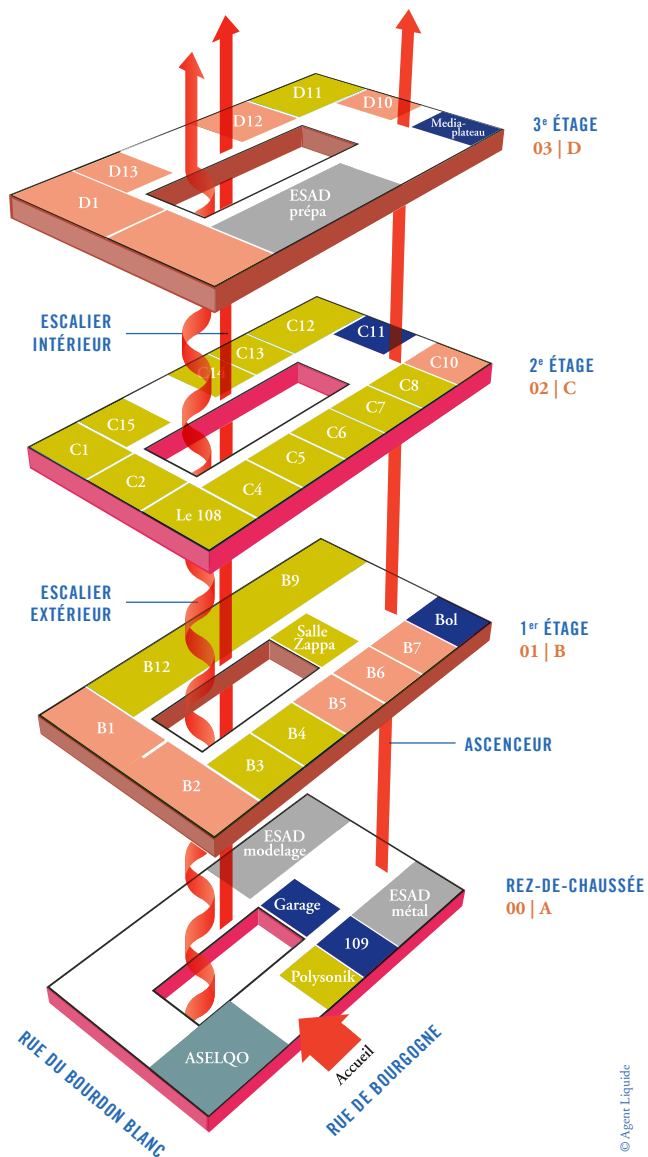 D11
D10
D12
Media-
plateau
3e ÉTAGE
03 | D
D13
D1
ESAD
prépa
ESCALIER
INTÉRIEUR
C12
C11
C13
C14
C10
C8
2e ÉTAGE
02 | C
C7
C15
C6
C1
C5
C2
C4
Le 108
ESCALIER
EXTÉRIEUR
B9
Bol
Salle
Zappa
1er ÉTAGE
01 | B
B7
B12
B6
B5
B1
B4
B3
B2
ASCENCEUR
ESAD
modelage
REZ-DE-CHAUSSÉE
00 | A
ESAD
métal
Garage
109
Polysonik
ASELQO
Accueil
RUE DU BOURDON BLANC
RUE DE BOURGOGNE
© Agent Liquide